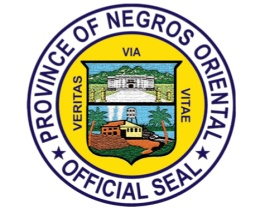 PROVINCE OF NEGROS ORIENTAL
VIA
VERITAS
VITAE
OFFICIAL SEAL